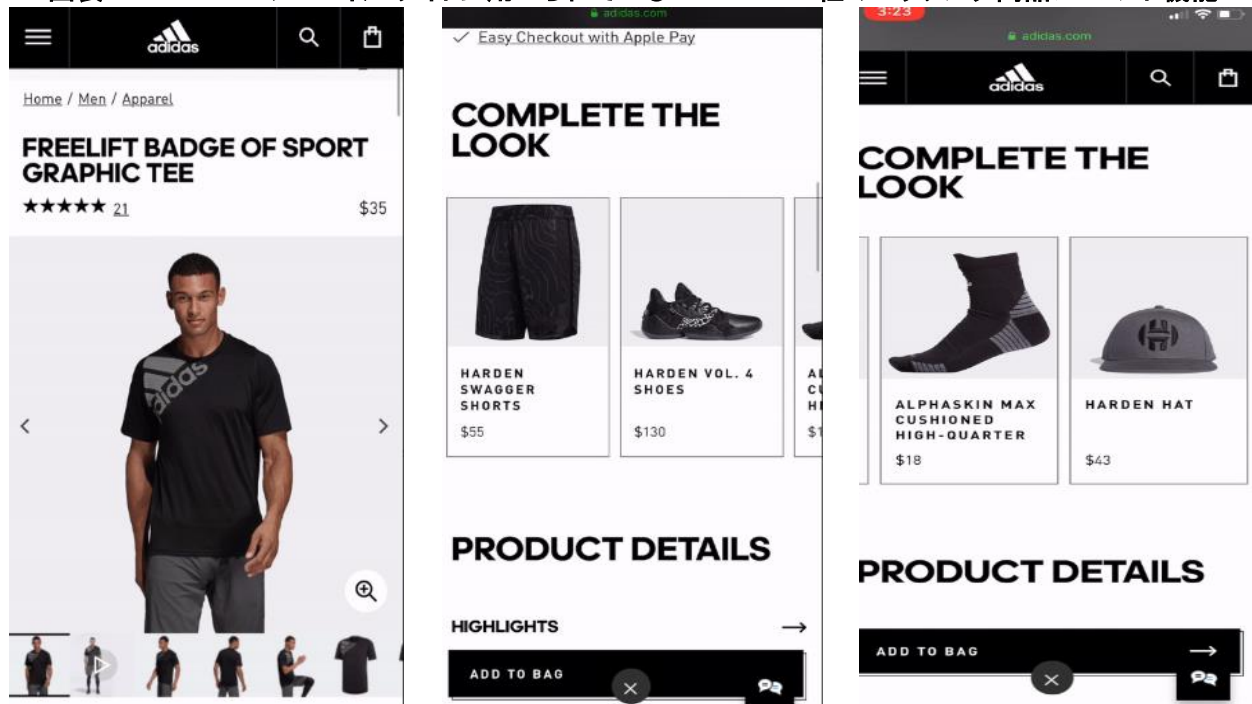 adidas
Home / Men / Apparel
FREELIFT BADGE OF SPORT
GRAPHIC TEE
★★★★★ 21
$35
adidas
adidas.com
✓ Easy Checkout with Apple Pay
COMPLETE THE
LOOK
HARDEN
SWAGGER
SHORTS
$55
HARDEN VOL. 4
SHOES
$130
PRODUCT DETAILS
HIGHLIGHTS →
ADD TO BAG
3:23
adidas.com
adidas
COMPLETE THE
LOOK
ALPHASKIN MAX
CUSHIONED
HIGH-QUARTER
$18
HARDEN HAT
$43
PRODUCT DETAILS
ADD TO BAG →